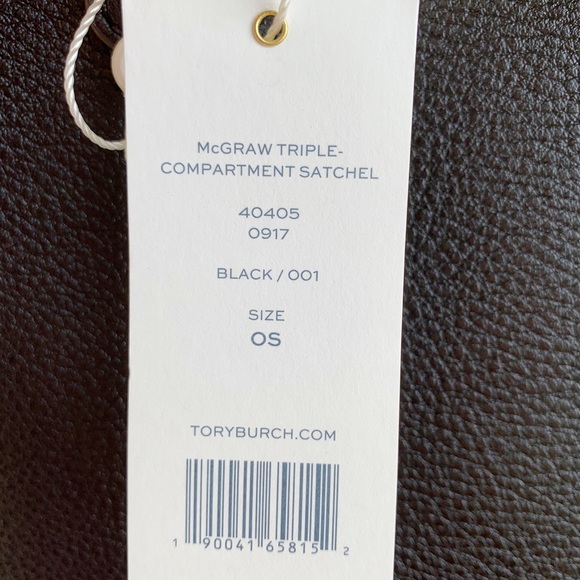 McGRAW TRIPLE-
COMPARTMENT SATCHEL
40405
0917
BLACK / 001
SIZE
OS
TORYBURCH.COM
1 90041 65815 2